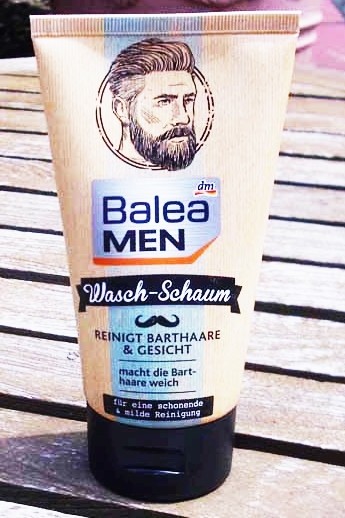 dm
Balea
MEN
Wasch-Schaum
REINIGT BARTHAARE
& GESICHT
macht die Bart-
haare weich
für eine schonende
& milde Reinigung